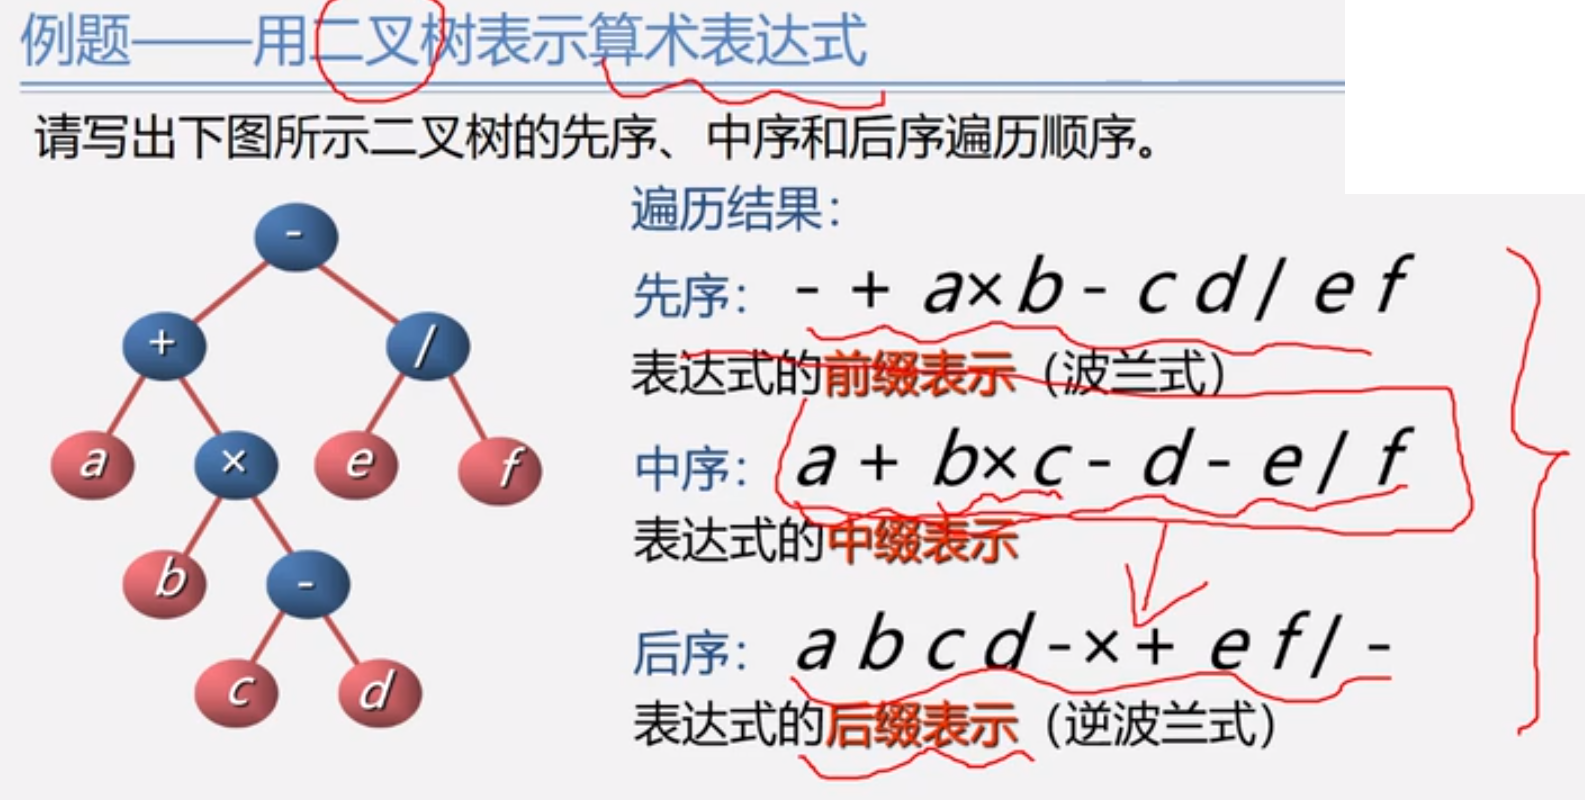 例题——用二叉树表示算术表达式
请写出下图所示二叉树的先序、中序和后序遍历顺序。
遍历结果：
-
先序： - + a×b - c d / e f
+ /
表达式的前缀表示（波兰式）
a × e f
中序： a + b×c - d - e / f
表达式的中缀表示
b -
后序： a b c d -×+ e f / -
c d
表达式的后缀表示（逆波兰式）